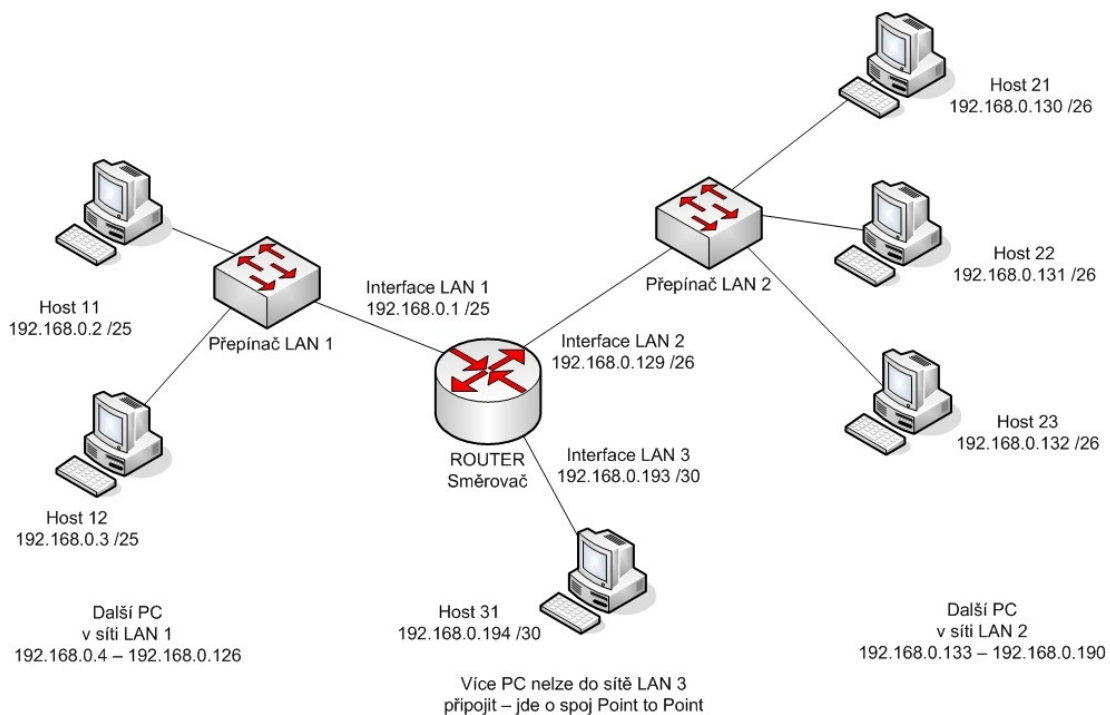 Host 21
192.168.0.130 /26
Host 22
192.168.0.131 /26
Přepínač LAN 2
Interface LAN 1
192.168.0.1 /25
Host 11
192.168.0.2 /25
Přepínač LAN 1
Interface LAN 2
192.168.0.129 /26
Host 23
192.168.0.132 /26
ROUTER
Směrovač
Interface LAN 3
192.168.0.193 /30
Host 12
192.168.0.3 /25
Host 31
192.168.0.194 /30
Další PC
v síti LAN 1
192.168.0.4 – 192.168.0.126
Další PC
v síti LAN 2
192.168.0.133 – 192.168.0.190
Více PC nelze do sítě LAN 3
připojit – jde o spoj Point to Point